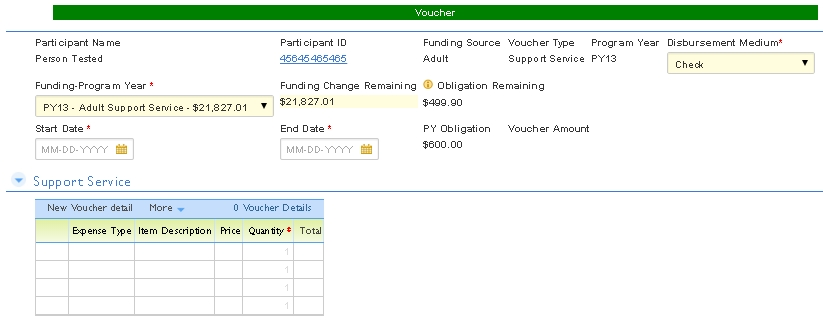 Voucher
Participant Name Participant ID Funding Source Voucher Type Program Year Disbursement Medium*
Person Tested 45645465465 Adult Support Service PY13 Check
Funding-Program Year * Funding Change Remaining Obligation Remaining
PY13 - Adult Support Service - $21,827.01 $21,827.01 $499.90
Start Date * End Date * PY Obligation Voucher Amount
MM-DD-YYYY MM-DD-YYYY $600.00
Support Service
New Voucher detail More 0 Voucher Details
Expense Type Item Description Price Quantity * Total
1
1
1
1